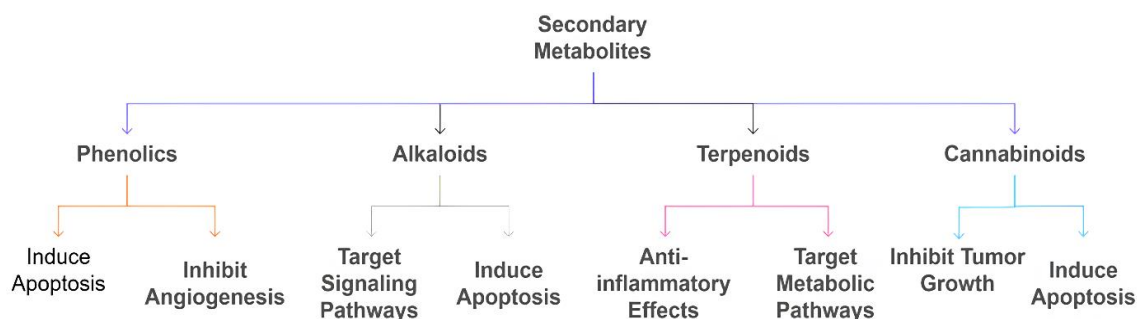 Secondary
Metabolites
Phenolics
Alkaloids
Terpenoids
Cannabinoids
Induce
Apoptosis
Inhibit
Angiogenesis
Target
Signaling
Pathways
Induce
Apoptosis
Anti-
inflammatory
Effects
Target
Metabolic
Pathways
Inhibit Tumor
Growth
Induce
Apoptosis